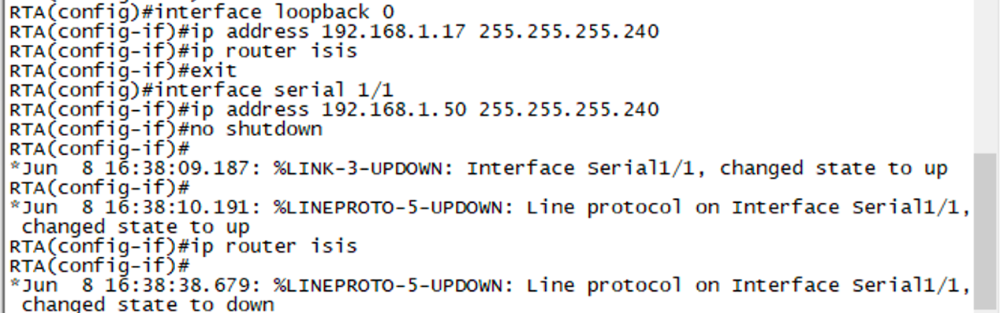 RTA(config)#interface loopback 0
RTA(config-if)#ip address 192.168.1.17 255.255.255.240
RTA(config-if)#ip router isis
RTA(config-if)#exit
RTA(config)#interface serial 1/1
RTA(config-if)#ip address 192.168.1.50 255.255.255.240
RTA(config-if)#no shutdown
RTA(config-if)#
*Jun  8 16:38:09.187: %LINK-3-UPDOWN: Interface Serial1/1, changed state to up
RTA(config-if)#
*Jun  8 16:38:10.191: %LINEPROTO-5-UPDOWN: Line protocol on Interface Serial1/1,
 changed state to up
RTA(config-if)#ip router isis
RTA(config-if)#
*Jun  8 16:38:38.679: %LINEPROTO-5-UPDOWN: Line protocol on Interface Serial1/1,
 changed state to down